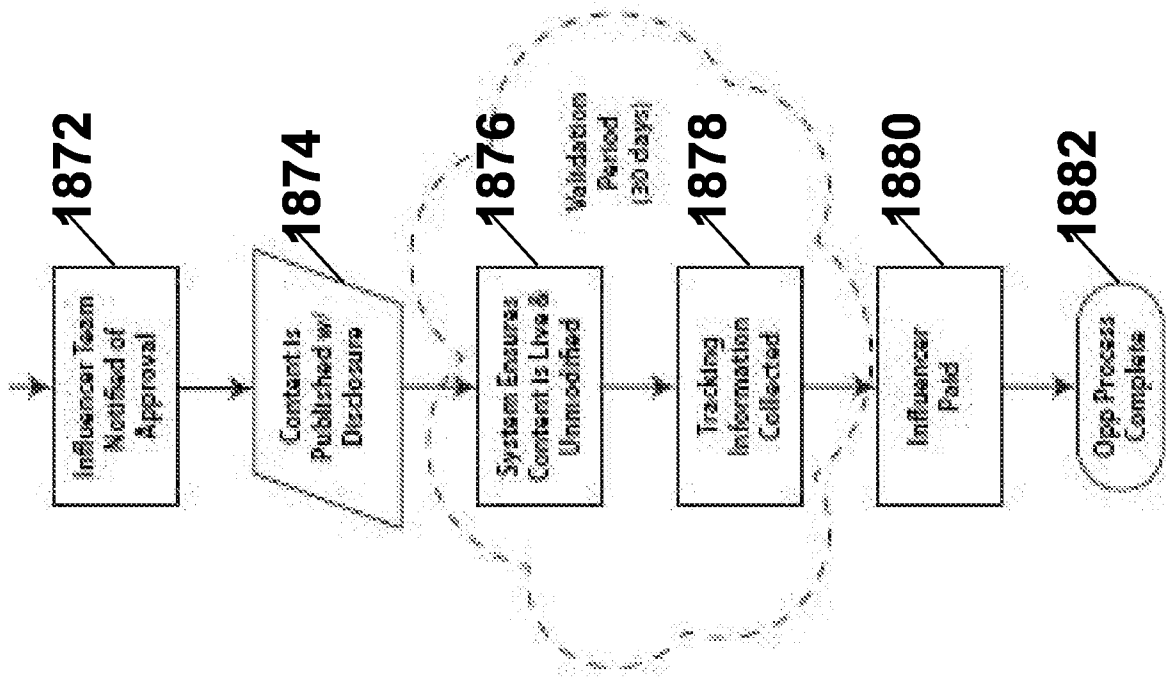 1872
Influencer Team
Notified of
Approval
1874
Content is
Published w/
Disclosure
1876
System Ensures
Content is Live &
Unmodified
Validation
Period
(30 days)
1878
Tracking
Information
Collected
1880
Influencer
Paid
1882
Opp Process
Complete